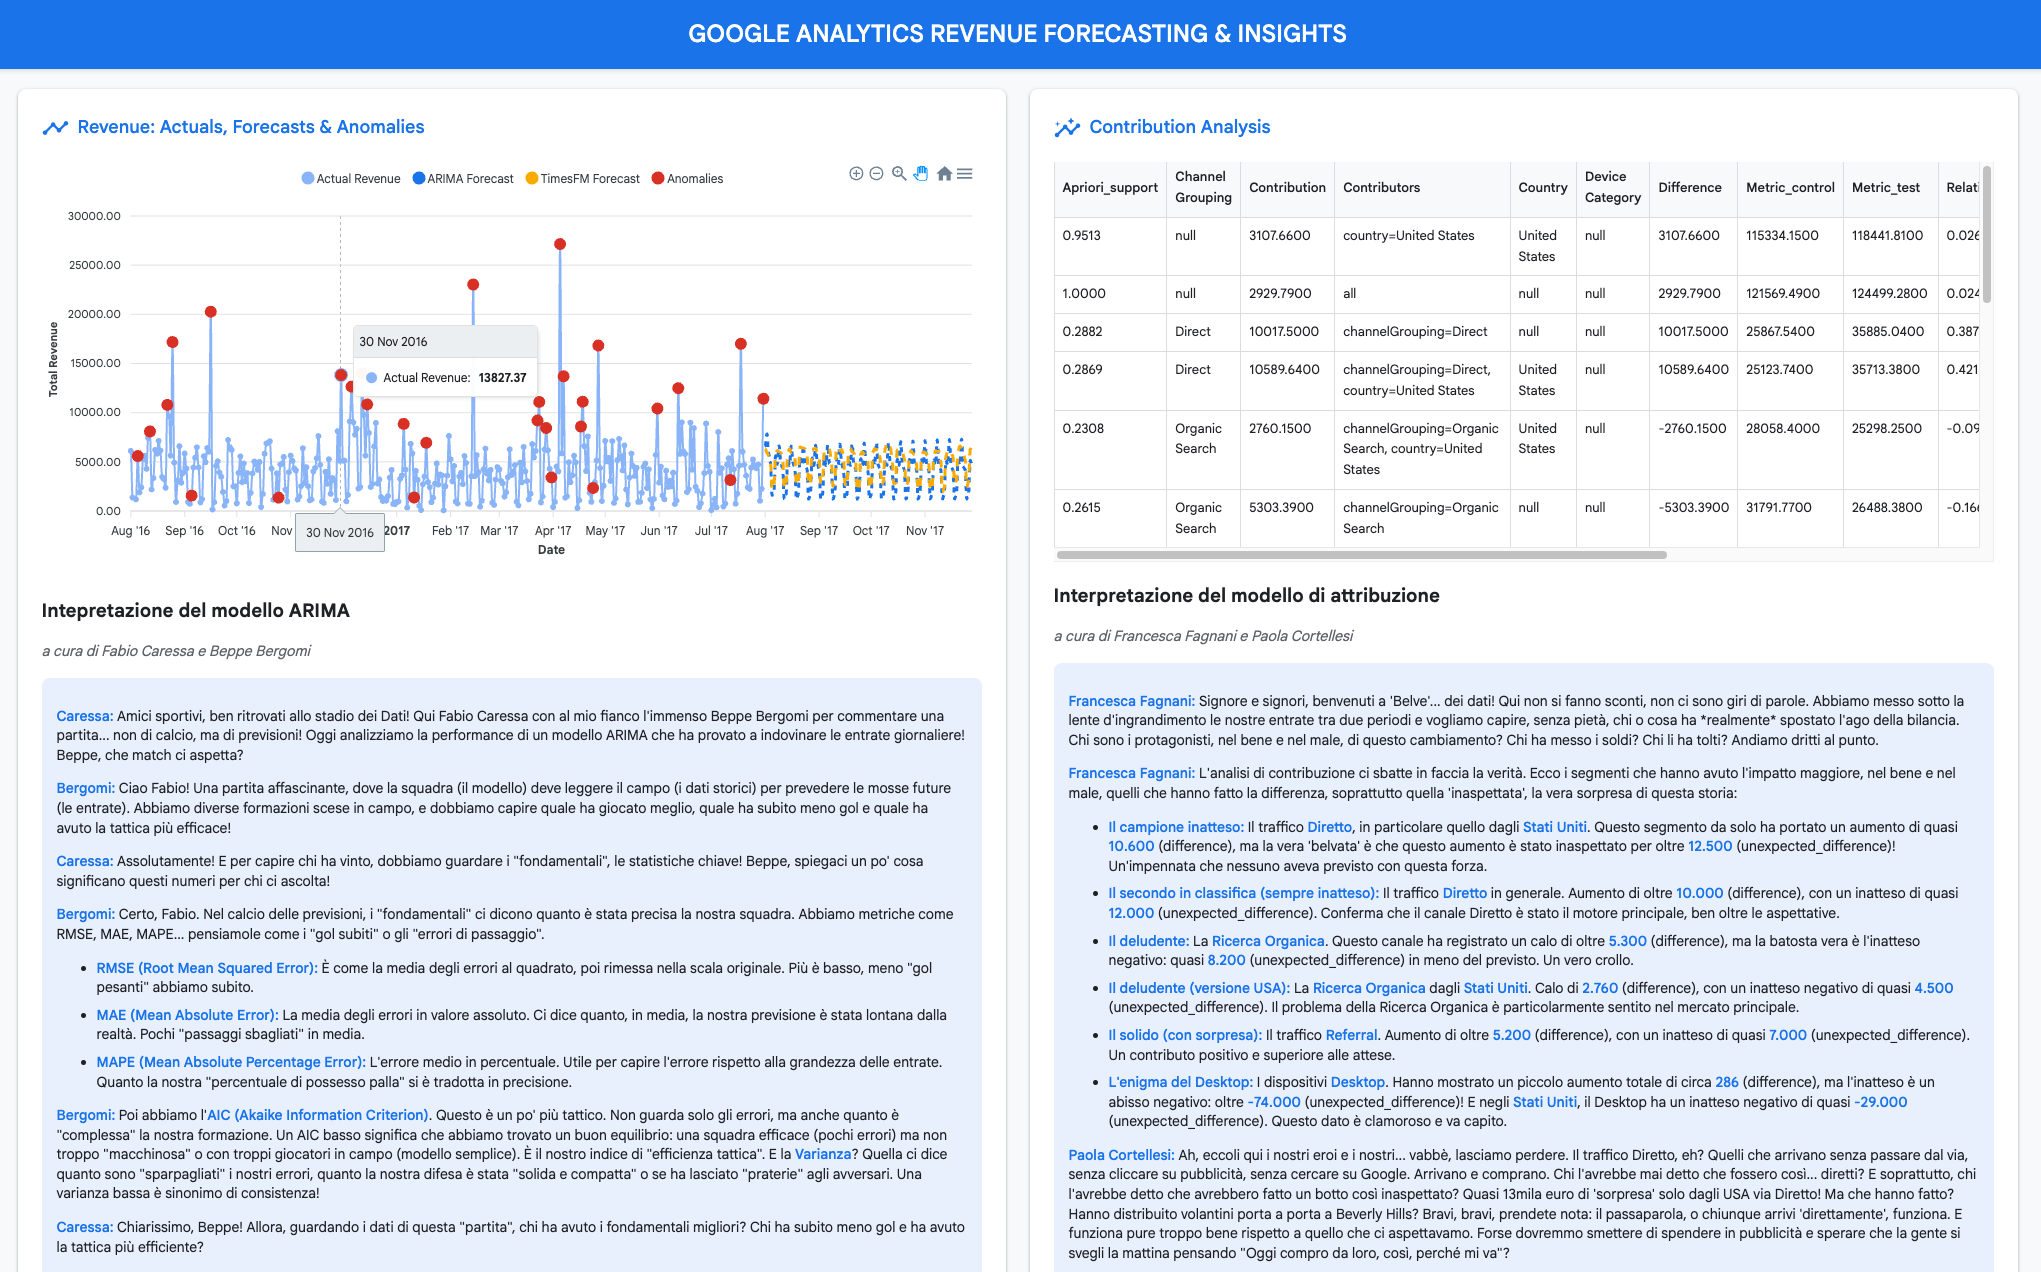 GOOGLE ANALYTICS REVENUE FORECASTING & INSIGHTS
Revenue: Actuals, Forecasts & Anomalies
Actual Revenue
ARIMA Forecast
TimesFM Forecast
Anomalies
30000.00
25000.00
20000.00
15000.00
10000.00
5000.00
0.00
Total Revenue
30 Nov 2016
Actual Revenue: 13827.37
Aug '16
Sep '16
Oct '16
Nov
30 Nov 2016
2017
Feb '17
Mar '17
Apr '17
May '17
Jun '17
Jul '17
Aug '17
Sep '17
Oct '17
Nov '17
Date
Intepretazione del modello ARIMA
a cura di Fabio Caressa e Beppe Bergomi
Caressa: Amici sportivi, ben ritrovati allo stadio dei Dati! Qui Fabio Caressa con al mio fianco l'immenso Beppe Bergomi per commentare una
partita... non di calcio, ma di previsioni! Oggi analizziamo la performance di un modello ARIMA che ha provato a indovinare le entrate giornaliere!
Beppe, che match ci aspetta?
Bergomi: Ciao Fabio! Una partita affascinante, dove la squadra (il modello) deve leggere il campo (i dati storici) per prevedere le mosse future
(le entrate). Abbiamo diverse formazioni scese in campo, e dobbiamo capire quale ha giocato meglio, quale ha subito meno gol e quale ha
avuto la tattica più efficace!
Caressa: Assolutamente! E per capire chi ha vinto, dobbiamo guardare i "fondamentali", le statistiche chiave! Beppe, spiegaci un po' cosa
significano questi numeri per chi ci ascolta!
Bergomi: Certo, Fabio. Nel calcio delle previsioni, i "fondamentali" ci dicono quanto è stata precisa la nostra squadra. Abbiamo metriche come
RMSE, MAE, MAPE... pensiamole come i "gol subiti" o gli "errori di passaggio".
• RMSE (Root Mean Squared Error): È come la media degli errori al quadrato, poi rimessa nella scala originale. Più è basso, meno "gol
pesanti" abbiamo subito.
• MAE (Mean Absolute Error): La media degli errori in valore assoluto. Ci dice quanto, in media, la nostra previsione è stata lontana dalla
realtà. Pochi "passaggi sbagliati" in media.
• MAPE (Mean Absolute Percentage Error): L'errore medio in percentuale. Utile per capire l'errore rispetto alla grandezza delle entrate.
Quanto la nostra "percentuale di possesso palla" si è tradotta in precisione.
Bergomi: Poi abbiamo l'AIC (Akaike Information Criterion). Questo è un po' più tattico. Non guarda solo gli errori, ma anche quanto è
"complessa" la nostra formazione. Un AIC basso significa che abbiamo trovato un buon equilibrio: una squadra efficace (pochi errori) ma non
troppo "macchinosa" o con troppi giocatori in campo (modello semplice). È il nostro indice di "efficienza tattica". E la Varianza? Quella ci dice
quanto sono "sparpagliati" i nostri errori, quanto la nostra difesa è stata "solida e compatta" o se ha lasciato "praterie" agli avversari. Una
varianza bassa è sinonimo di consistenza!
Caressa: Chiarissimo, Beppe! Allora, guardando i dati di questa "partita", chi ha avuto i fondamentali migliori? Chi ha subito meno gol e ha avuto
la tattica più efficiente?
Contribution Analysis
Apriori_support Channel Grouping Contribution Contributors Country Device Category Difference Metric_control Metric_test Relati
0.9513 null 3107.6600 country=United States United States null 3107.6600 115334.1500 118441.8100 0.026
1.0000 null 2929.7900 all null null 2929.7900 121569.4900 124499.2800 0.024
0.2882 Direct 10017.5000 channelGrouping=Direct null null 10017.5000 25867.5400 35885.0400 0.387
0.2869 Direct 10589.6400 channelGrouping=Direct, country=United States United States null 10589.6400 25123.7400 35713.3800 0.421
0.2308 Organic Search 2760.1500 channelGrouping=Organic Search, country=United States United States null -2760.1500 28058.4000 25298.2500 -0.09
0.2615 Organic Search 5303.3900 channelGrouping=Organic Search null null -5303.3900 31791.7700 26488.3800 -0.166
Interpretazione del modello di attribuzione
a cura di Francesca Fagnani e Paola Cortellesi
Francesca Fagnani: Signore e signori, benvenuti a 'Belve'... dei dati! Qui non si fanno sconti, non ci sono giri di parole. Abbiamo messo sotto la
lente d'ingrandimento le nostre entrate tra due periodi e vogliamo capire, senza pietà, chi o cosa ha *realmente* spostato l'ago della bilancia.
Chi sono i protagonisti, nel bene e nel male, di questo cambiamento? Chi ha messo i soldi? Chi li ha tolti? Andiamo dritti al punto.
Francesca Fagnani: L'analisi di contribuzione ci sbatte in faccia la verità. Ecco i segmenti che hanno avuto l'impatto maggiore, nel bene e nel
male, quelli che hanno fatto la differenza, soprattutto quella 'inaspettata', la vera sorpresa di questa storia:
• Il campione inatteso: Il traffico Diretto, in particolare quello dagli Stati Uniti. Questo segmento da solo ha portato un aumento di quasi
10.600 (difference), ma la vera 'belvata' è che questo aumento è stato inaspettato per oltre 12.500 (unexpected_difference)!
Un'impennata che nessuno aveva previsto con questa forza.
• Il secondo in classifica (sempre inatteso): Il traffico Diretto in generale. Aumento di oltre 10.000 (difference), con un inatteso di quasi
12.000 (unexpected_difference). Conferma che il canale Diretto è stato il motore principale, ben oltre le aspettative.
• Il deludente: La Ricerca Organica. Questo canale ha registrato un calo di oltre 5.300 (difference), ma la batosta vera è l'inatteso
negativo: quasi 8.200 (unexpected_difference) in meno del previsto. Un vero crollo.
• Il deludente (versione USA): La Ricerca Organica dagli Stati Uniti. Calo di 2.760 (difference), con un inatteso negativo di quasi 4.500
(unexpected_difference). Il problema della Ricerca Organica è particolarmente sentito nel mercato principale.
• Il solido (con sorpresa): Il traffico Referral. Aumento di oltre 5.200 (difference), con un inatteso di quasi 7.000 (unexpected_difference).
Un contributo positivo e superiore alle attese.
• L'enigma del Desktop: I dispositivi Desktop. Hanno mostrato un piccolo aumento totale di circa 286 (difference), ma l'inatteso è un
abisso negativo: oltre -74.000 (unexpected_difference)! E negli Stati Uniti, il Desktop ha un inatteso negativo di quasi -29.000
(unexpected_difference). Questo dato è clamoroso e va capito.
Paola Cortellesi: Ah, eccoli qui i nostri eroi e i nostri... vabbè, lasciamo perdere. Il traffico Diretto, eh? Quelli che arrivano senza passare dal via,
senza cliccare su pubblicità, senza cercare su Google. Arrivano e comprano. Chi l'avrebbe mai detto che fossero così... diretti? E soprattutto, chi
l'avrebbe detto che avrebbero fatto un botto così inaspettato? Quasi 13mila euro di 'sorpresa' solo dagli USA via Diretto! Ma che hanno fatto?
Hanno distribuito volantini porta a porta a Beverly Hills? Bravi, bravi, prendete nota: il passaparola, o chiunque arrivi 'direttamente', funziona. E
funziona pure troppo bene rispetto a quello che ci aspettavamo. Forse dovremmo smettere di spendere in pubblicità e sperare che la gente si
svegli la mattina pensando "Oggi compro da loro, così, perché mi va"?